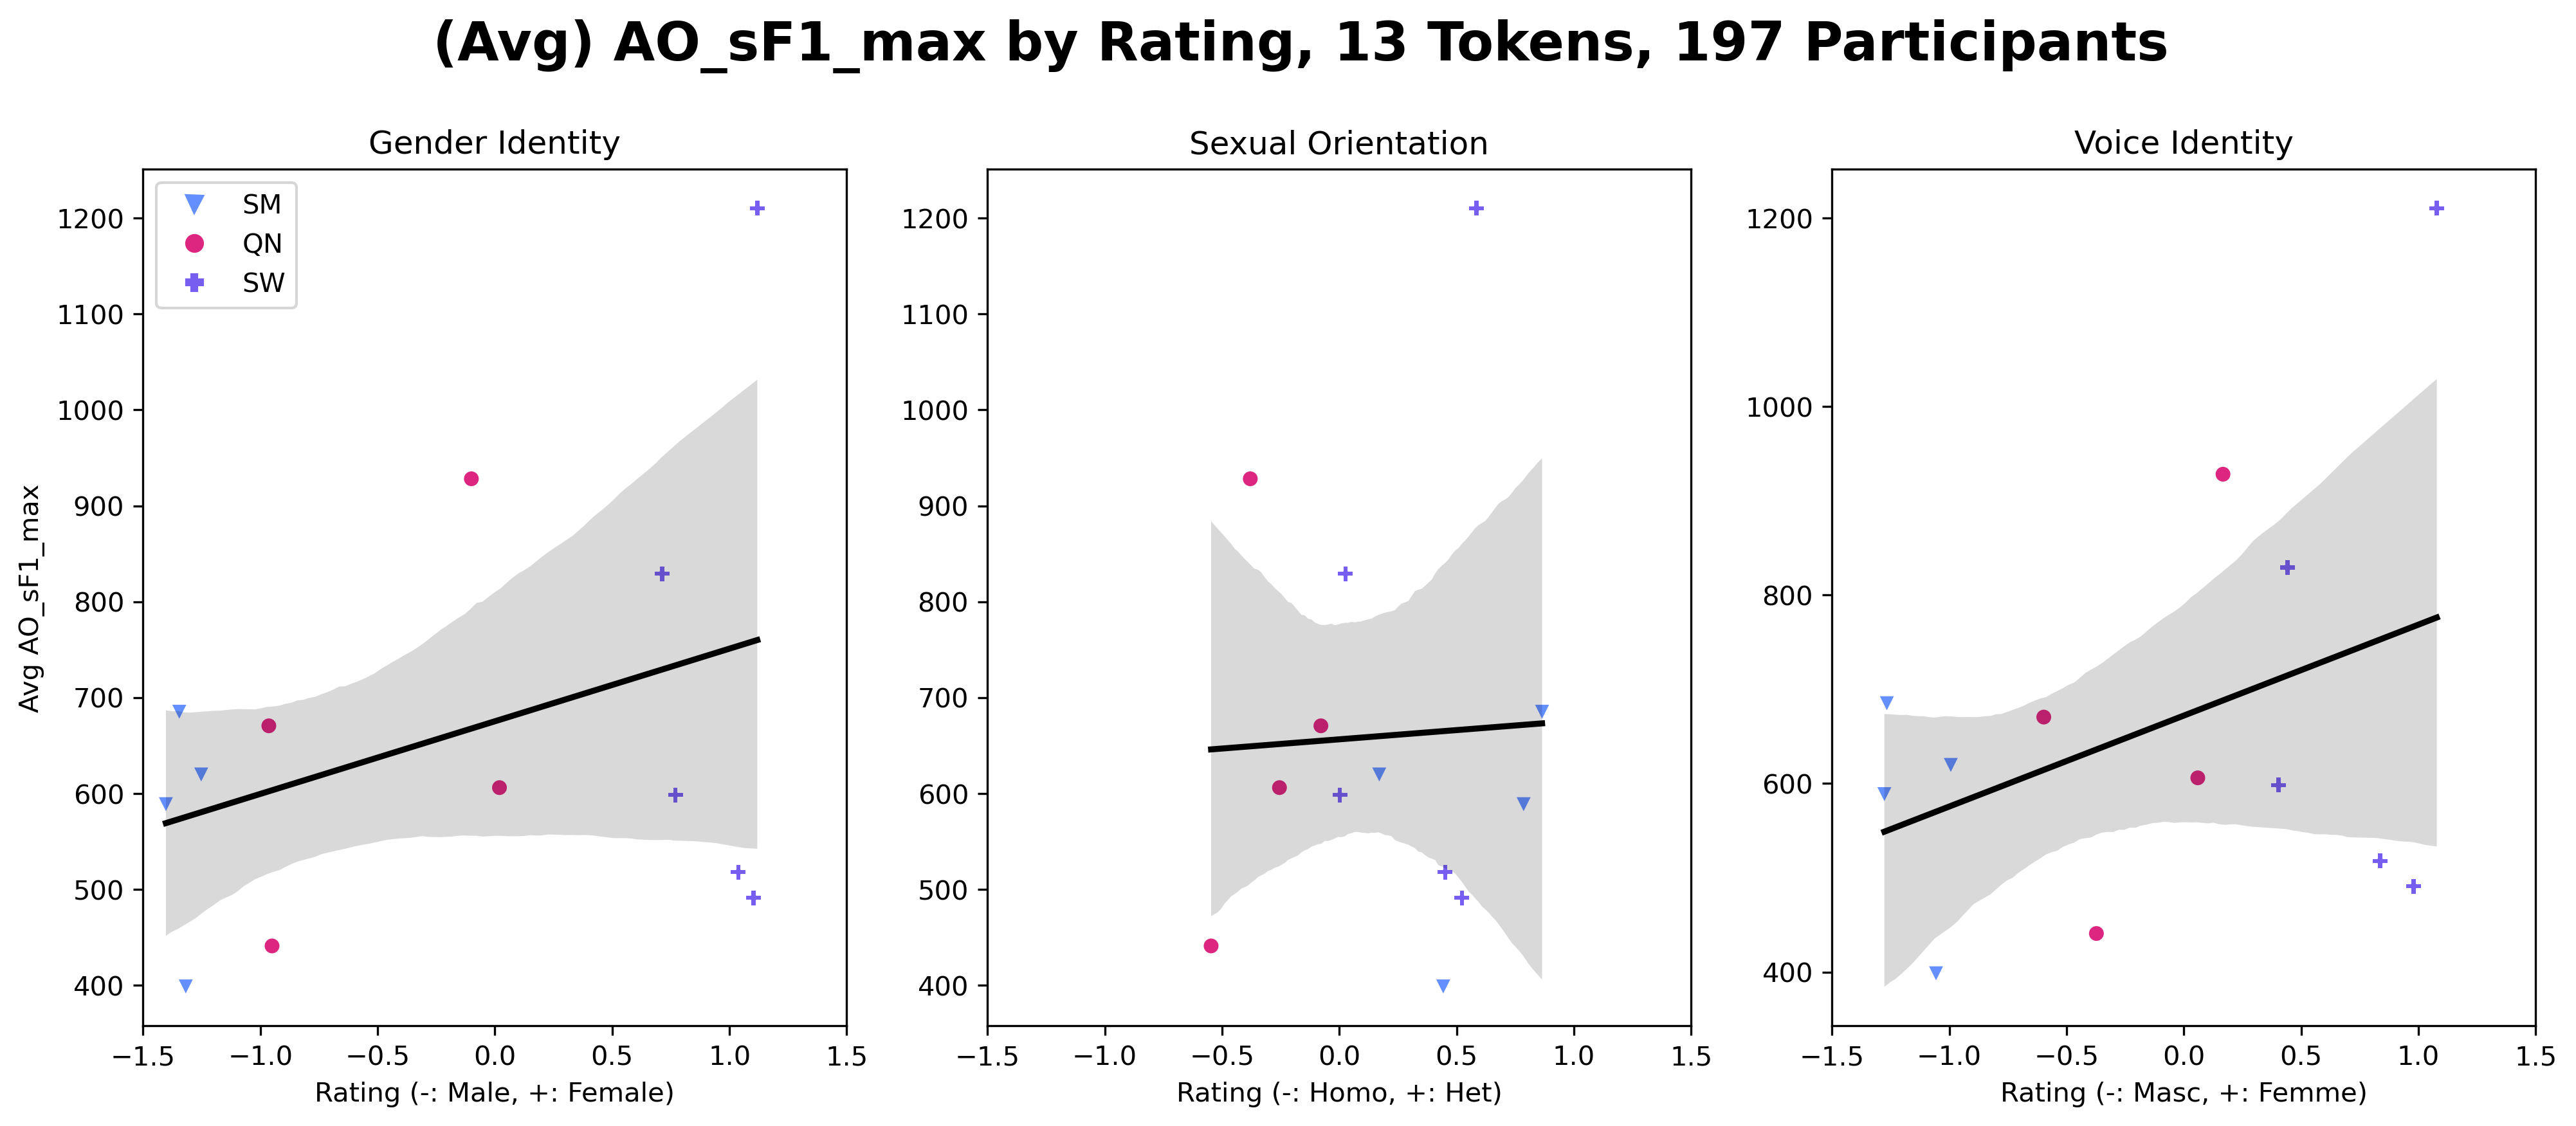 (Avg) AO_sF1_max by Rating, 13 Tokens, 197 Participants
Gender Identity
SM
QN
SW
1200
1100
1000
900
800
700
600
500
400
Avg AO_sF1_max
−1.5 −1.0 −0.5 0.0 0.5 1.0 1.5
Rating (-: Male, +: Female)
Sexual Orientation
1200
1100
1000
900
800
700
600
500
400
−1.5 −1.0 −0.5 0.0 0.5 1.0 1.5
Rating (-: Homo, +: Het)
Voice Identity
1200
1000
800
600
400
−1.5 −1.0 −0.5 0.0 0.5 1.0 1.5
Rating (-: Masc, +: Femme)